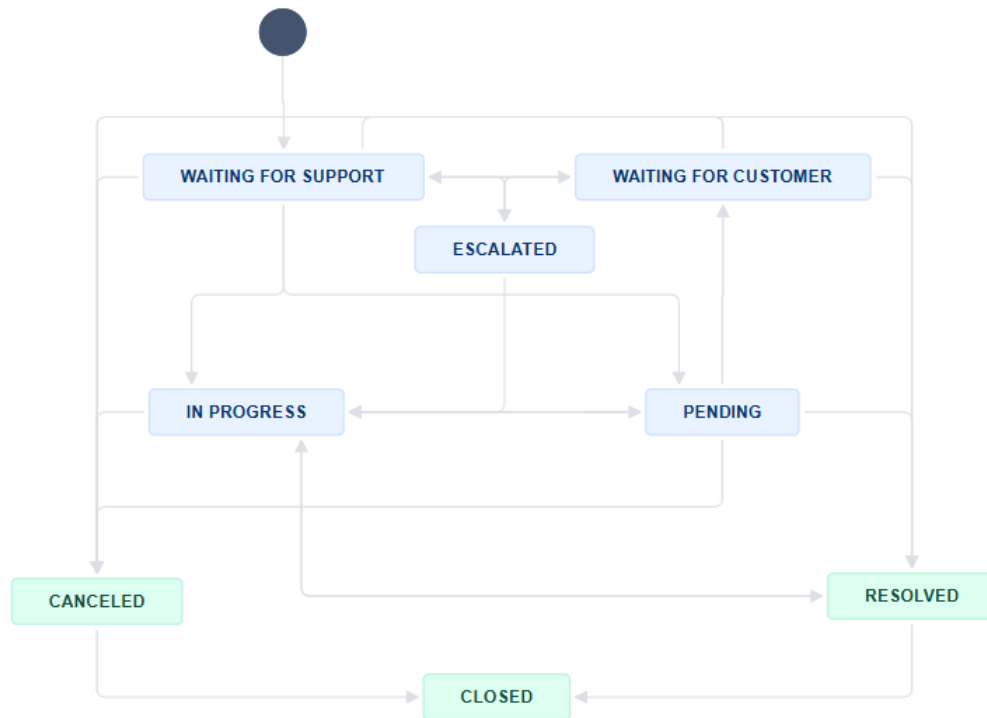 WAITING FOR SUPPORT
WAITING FOR CUSTOMER
ESCALATED
IN PROGRESS
PENDING
CANCELED
RESOLVED
CLOSED